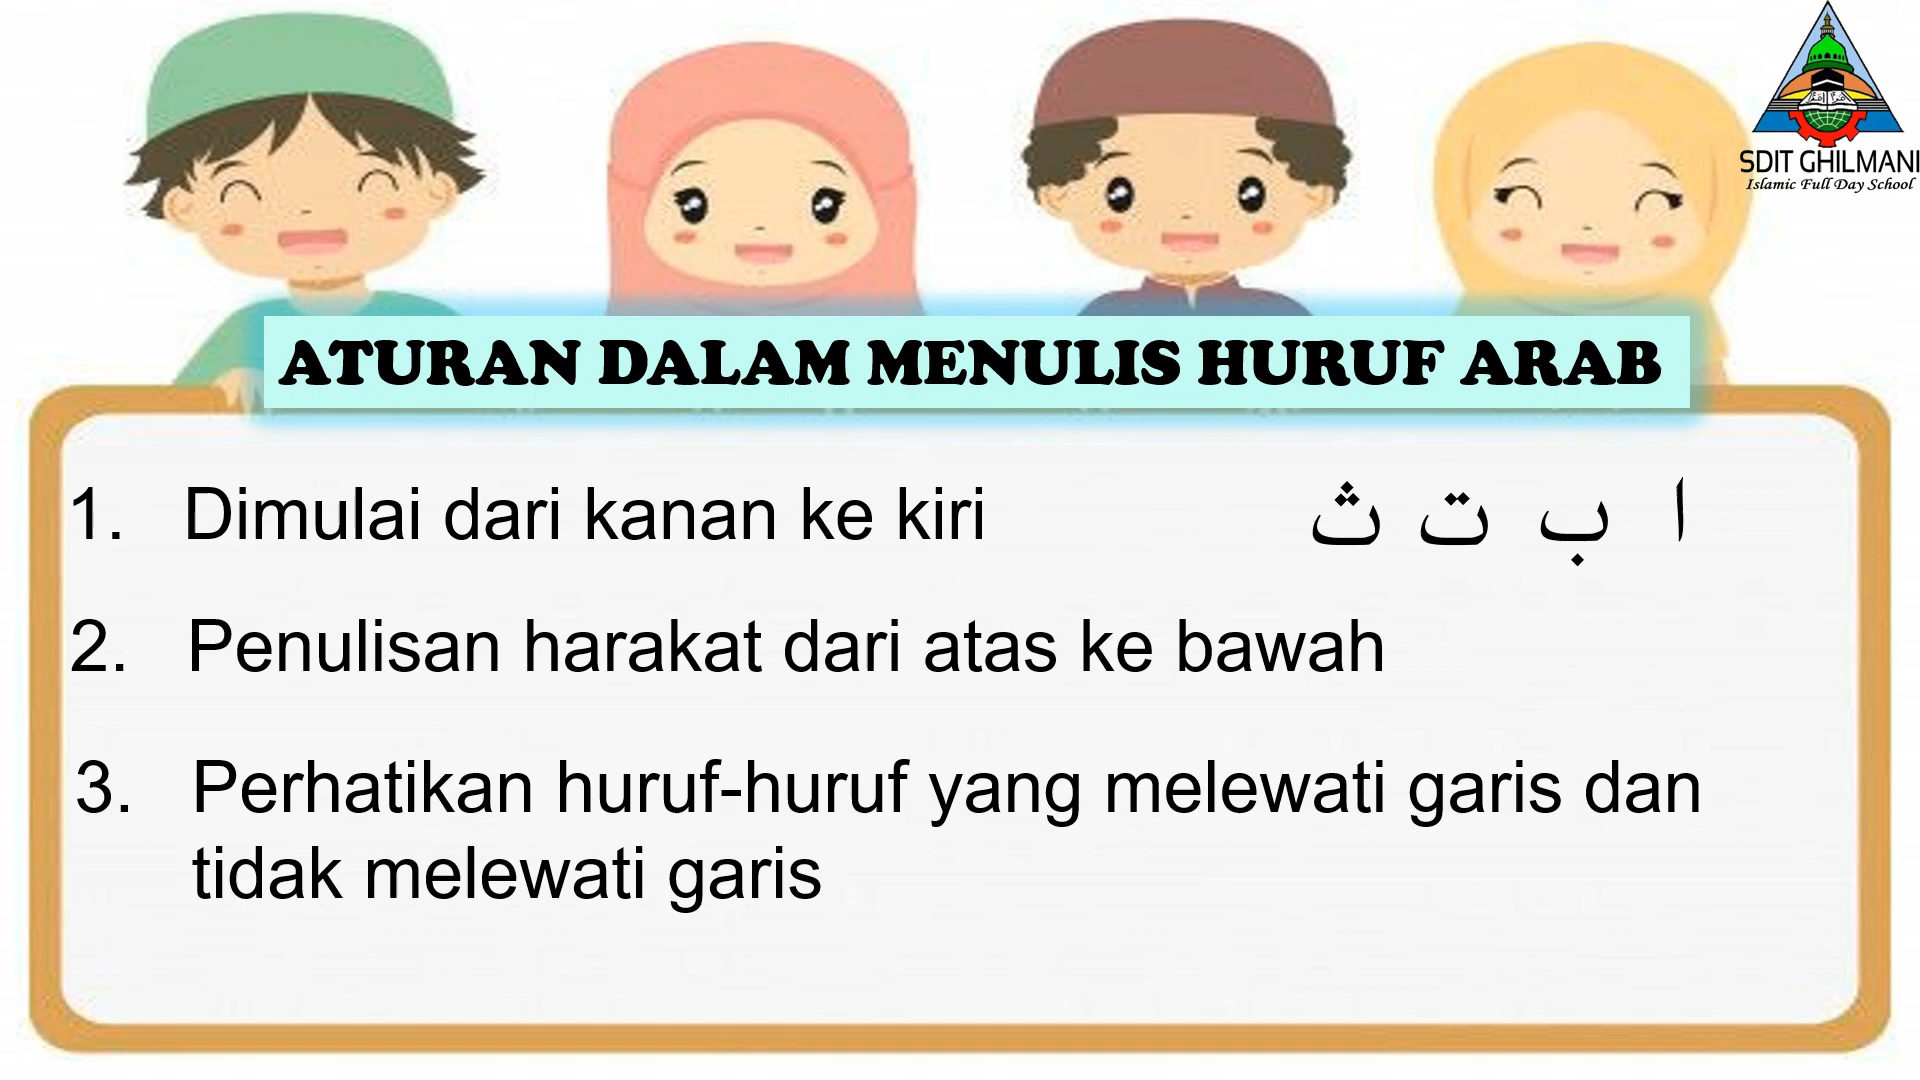 SDIT GHILMANI
Islamic Full Day School
ATURAN DALAM MENULIS HURUF ARAB
1. Dimulai dari kanan ke kiri
ا ب ت ث
2. Penulisan harakat dari atas ke bawah
3. Perhatikan huruf-huruf yang melewati garis dan
tidak melewati garis